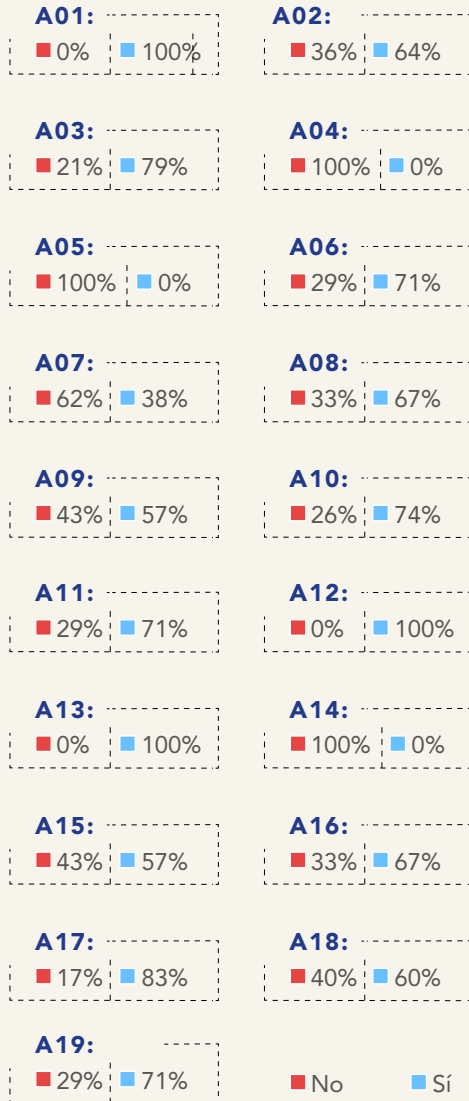 A01: A02:
0% 100% 36% 64%
A03: A04:
21% 79% 100% 0%
A05: A06:
100% 0% 29% 71%
A07: A08:
62% 38% 33% 67%
A09: A10:
43% 57% 26% 74%
A11: A12:
29% 71% 0% 100%
A13: A14:
0% 100% 100% 0%
A15: A16:
43% 57% 33% 67%
A17: A18:
17% 83% 40% 60%
A19:
29% 71% No Sí